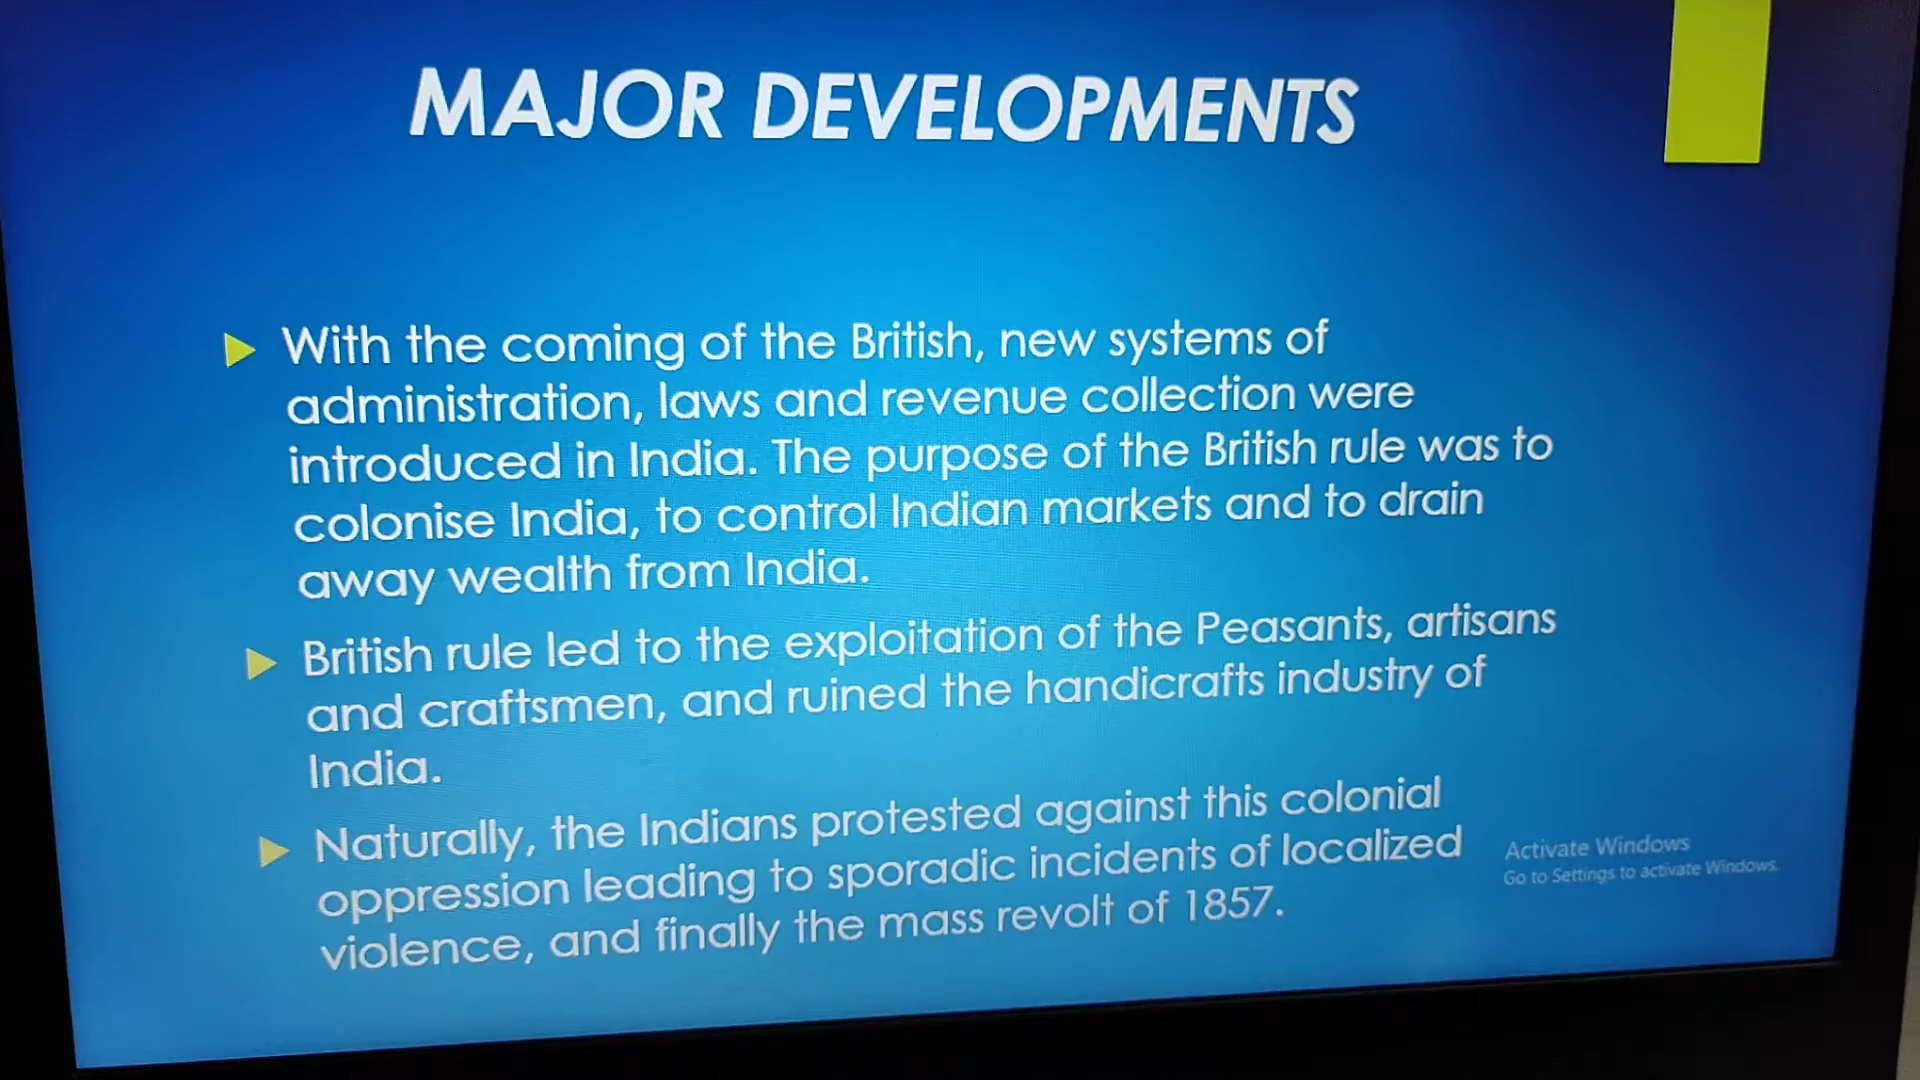 MAJOR DEVELOPMENTS
With the coming of the British, new systems of
administration, laws and revenue collection were
introduced in India. The purpose of the British rule was to
colonise India, to control Indian markets and to drain
away wealth from India.
British rule led to the exploitation of the Peasants, artisans
and craftsmen, and ruined the handicrafts industry of
India.
Naturally, the Indians protested against this colonial
oppression leading to sporadic incidents of localized
violence, and finally the mass revolt of 1857.
Activate Windows
Go to Settings to activate Windows.